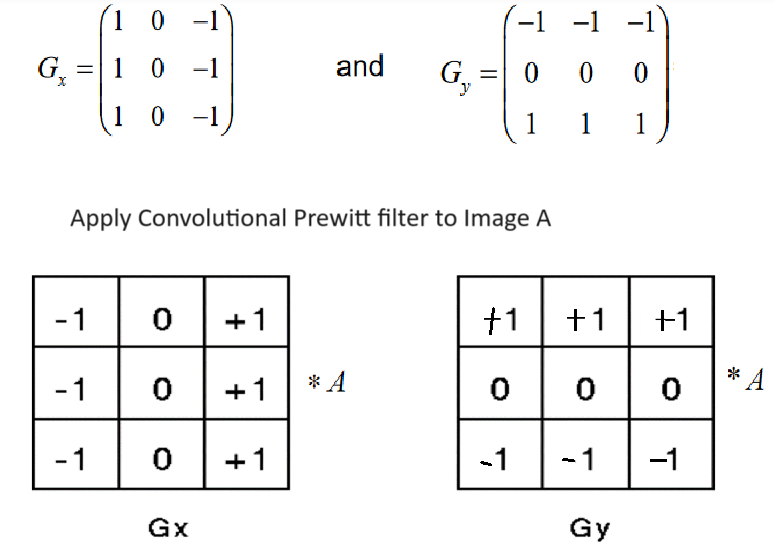 1 0 −1 −1 −1 −1
G_x = 1 0 −1 and G_y = 0 0 0
1 0 −1 1 1 1
Apply Convolutional Prewitt filter to Image A
-1 0 +1 +1 +1 +1
-1 0 +1 * A 0 0 0 * A
-1 0 +1 -1 -1 -1
Gx Gy